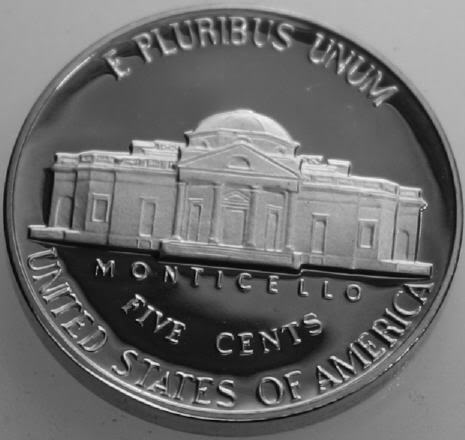 E PLURIBUS UNUM
MONTICELLO
FIVE CENTS
UNITED STATES OF AMERICA